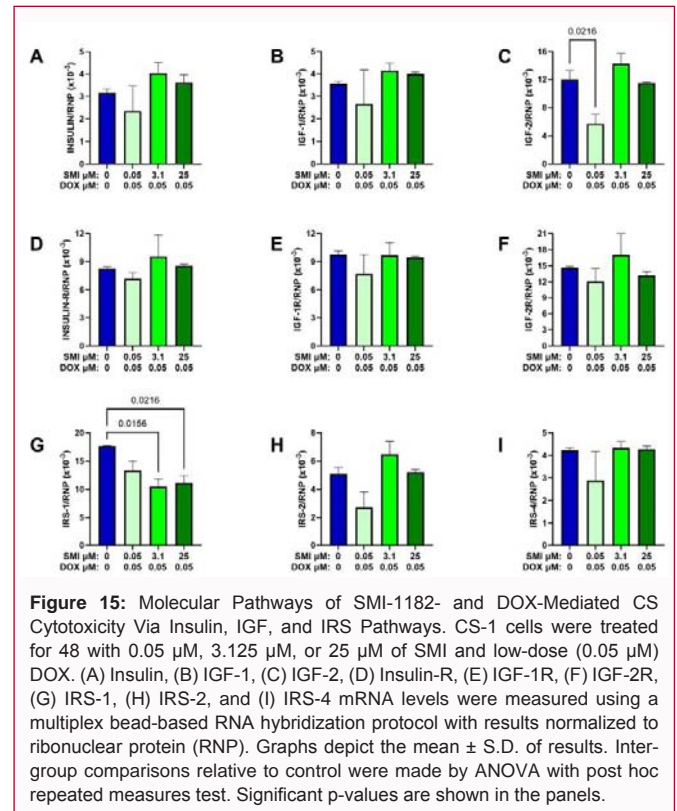 A
B
C
0.0216
INSULIN/RNP (x10-3)
IGF-1/RNP (x10-3)
IGF-2/RNP (x10-3)
5
4
3
2
1
0
5
4
3
2
1
0
16
12
8
4
0
SMI µM: 0 0.05 3.1 25
DOX µM: 0 0.05 0.05 0.05
SMI µM: 0 0.05 3.1 25
DOX µM: 0 0.05 0.05 0.05
SMI µM: 0 0.05 3.1 25
DOX µM: 0 0.05 0.05 0.05
D
E
F
INSULIN-R/RNP (x10-3)
IGF-1R/RNP (x10-3)
IGF-2R/RNP (x10-3)
12
9
6
3
0
12
9
6
3
0
21
18
15
12
9
6
3
0
SMI µM: 0 0.05 3.1 25
DOX µM: 0 0.05 0.05 0.05
SMI µM: 0 0.05 3.1 25
DOX µM: 0 0.05 0.05 0.05
SMI µM: 0 0.05 3.1 25
DOX µM: 0 0.05 0.05 0.05
0.0216
0.0156
G
H
I
IRS-1/RNP (x10-3)
IRS-2/RNP (x10-3)
IRS-4/RNP (x10-3)
20
15
10
5
0
8
6
4
2
0
5
4
3
2
1
0
SMI µM: 0 0.05 3.1 25
DOX µM: 0 0.05 0.05 0.05
SMI µM: 0 0.05 3.1 25
DOX µM: 0 0.05 0.05 0.05
SMI µM: 0 0.05 3.1 25
DOX µM: 0 0.05 0.05 0.05
Figure 15: Molecular Pathways of SMI-1182- and DOX-Mediated CS
Cytotoxicity Via Insulin, IGF, and IRS Pathways. CS-1 cells were treated
for 48 with 0.05 µM, 3.125 µM, or 25 µM of SMI and low-dose (0.05 µM)
DOX. (A) Insulin, (B) IGF-1, (C) IGF-2, (D) Insulin-R, (E) IGF-1R, (F) IGF-2R,
(G) IRS-1, (H) IRS-2, and (I) IRS-4 mRNA levels were measured using a
multiplex bead-based RNA hybridization protocol with results normalized to
ribonuclear protein (RNP). Graphs depict the mean ± S.D. of results. Inter-
group comparisons relative to control were made by ANOVA with post hoc
repeated measures test. Significant p-values are shown in the panels.